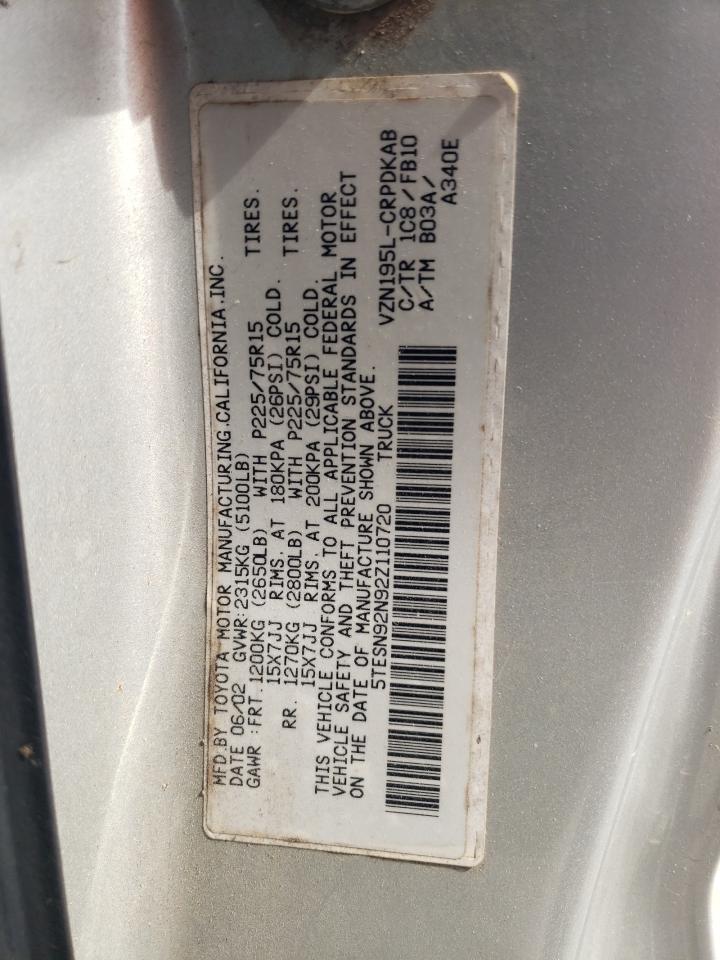 MFD.BY TOYOTA MOTOR MANUFACTURING.CALIFORNIA.INC.
DATE 06/02 GVWR:2315KG (5100LB)
GAWR :FRT.1200KG (2650LB) WITH P225/75R15 TIRES.
15X7JJ RIMS. AT 180KPA (26PSI) COLD.
RR. 1270KG (2800LB) WITH P225/75R15 TIRES.
15X7JJ RIMS. AT 200KPA (29PSI) COLD.
THIS VEHICLE CONFORMS TO ALL APPLICABLE FEDERAL MOTOR
VEHICLE SAFETY AND THEFT PREVENTION STANDARDS IN EFFECT
ON THE DATE OF MANUFACTURE SHOWN ABOVE.
5TESN92N92Z110720 TRUCK
VZN195L-CRPDKAB
C/TR 1C8/FB10
A/TM B03A/
A340E